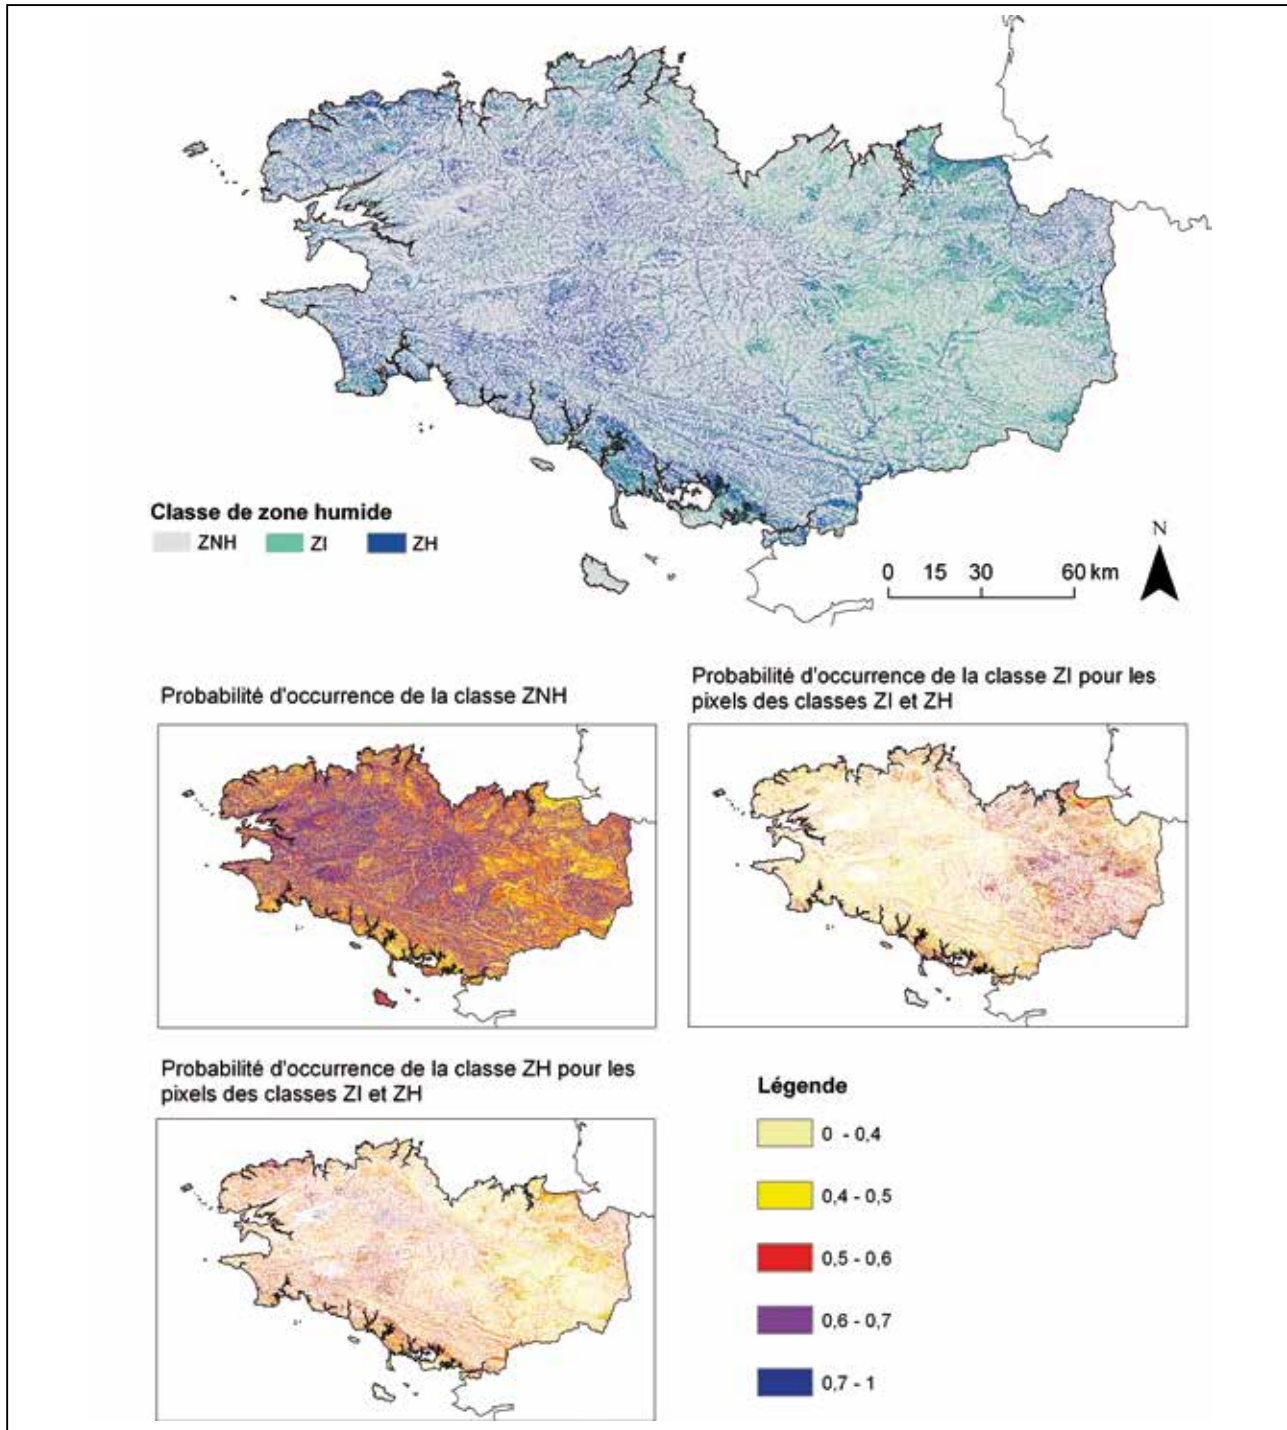 Classe de zone humide
ZNH ZI ZH
N
0 15 30 60 km
Probabilité d'occurrence de la classe ZNH
Probabilité d'occurrence de la classe ZI pour les
pixels des classes ZI et ZH
Probabilité d'occurrence de la classe ZH pour les
pixels des classes ZI et ZH
Légende
0 - 0,4
0,4 - 0,5
0,5 - 0,6
0,6 - 0,7
0,7 - 1